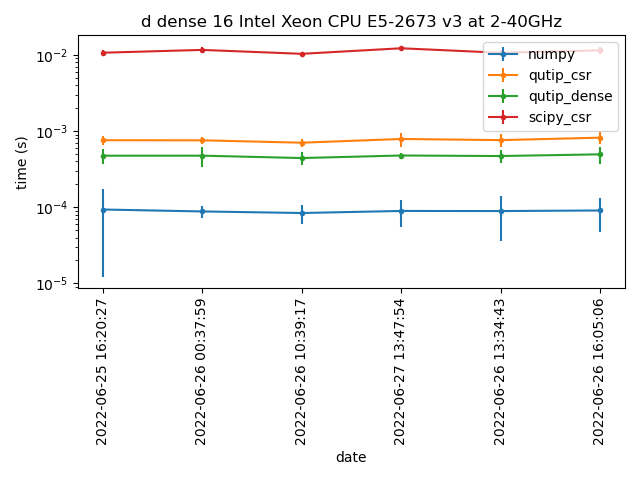 d dense 16 Intel Xeon CPU E5-2673 v3 at 2-40GHz
numpy
qutip_csr
qutip_dense
scipy_csr
time (s)
10⁻²
10⁻³
10⁻⁴
10⁻⁵
2022-06-25 16:20:27
2022-06-26 00:37:59
2022-06-26 10:39:17
2022-06-27 13:47:54
2022-06-26 13:34:43
2022-06-26 16:05:06
date